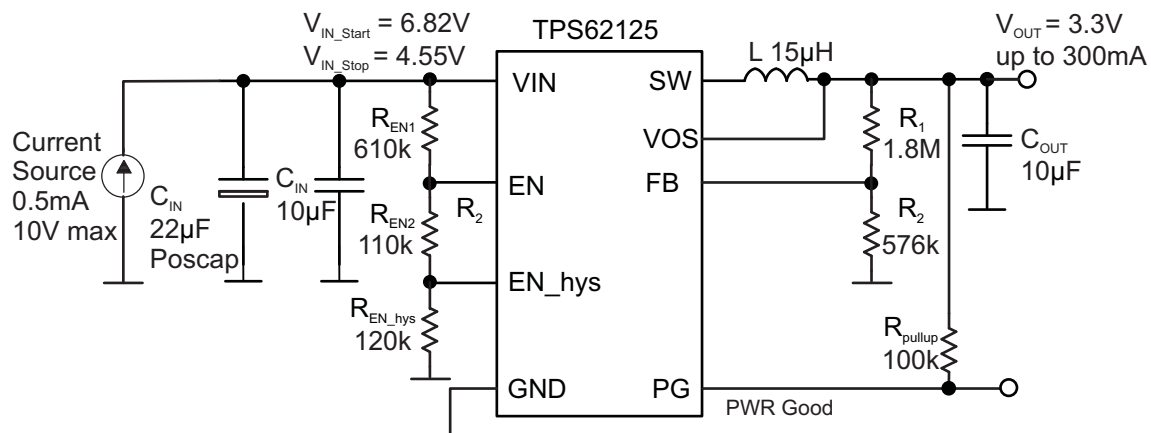 TPS62125
V_IN_Start = 6.82V
V_IN_Stop = 4.55V
V_OUT = 3.3V
up to 300mA
L 15µH
VIN
SW
VOS
EN
FB
EN_hys
GND
PG
Current
Source
0.5mA
10V max
C_IN
22µF
Poscap
C_IN
10µF
R_EN1
610k
R_2
R_EN2
110k
R_EN_hys
120k
R_1
1.8M
R_2
576k
C_OUT
10µF
R_pullup
100k
PWR Good